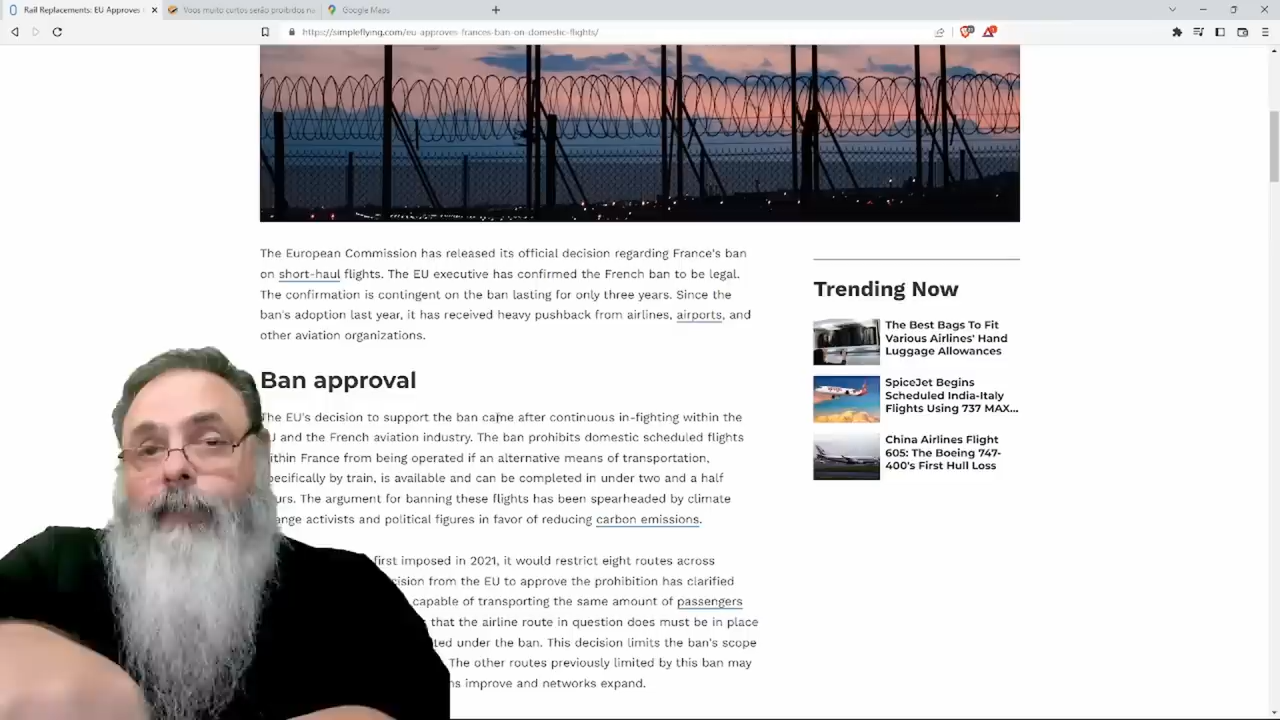 Rail Replacements: EU Approves
Voos muito curtos serão proibidos na
Google Maps
https://simpleflying.com/eu-approves-frances-ban-on-domestic-flights/
The European Commission has released its official decision regarding France's ban
on short-haul flights. The EU executive has confirmed the French ban to be legal.
The confirmation is contingent on the ban lasting for only three years. Since the
ban's adoption last year, it has received heavy pushback from airlines, airports, and
other aviation organizations.
Ban approval
The EU's decision to support the ban came after continuous in-fighting within the
and the French aviation industry. The ban prohibits domestic scheduled flights
within France from being operated if an alternative means of transportation,
specifically by train, is available and can be completed in under two and a half
The argument for banning these flights has been spearheaded by climate
activists and political figures in favor of reducing carbon emissions.
first imposed in 2021, it would restrict eight routes across
from the EU to approve the prohibition has clarified
capable of transporting the same amount of passengers
that the airline route in question does must be in place
under the ban. This decision limits the ban's scope
The other routes previously limited by this ban may
improve and networks expand.
Trending Now
The Best Bags To Fit
Various Airlines' Hand
Luggage Allowances
SpiceJet Begins
Scheduled India-Italy
Flights Using 737 MAX...
China Airlines Flight
605: The Boeing 747-
400's First Hull Loss